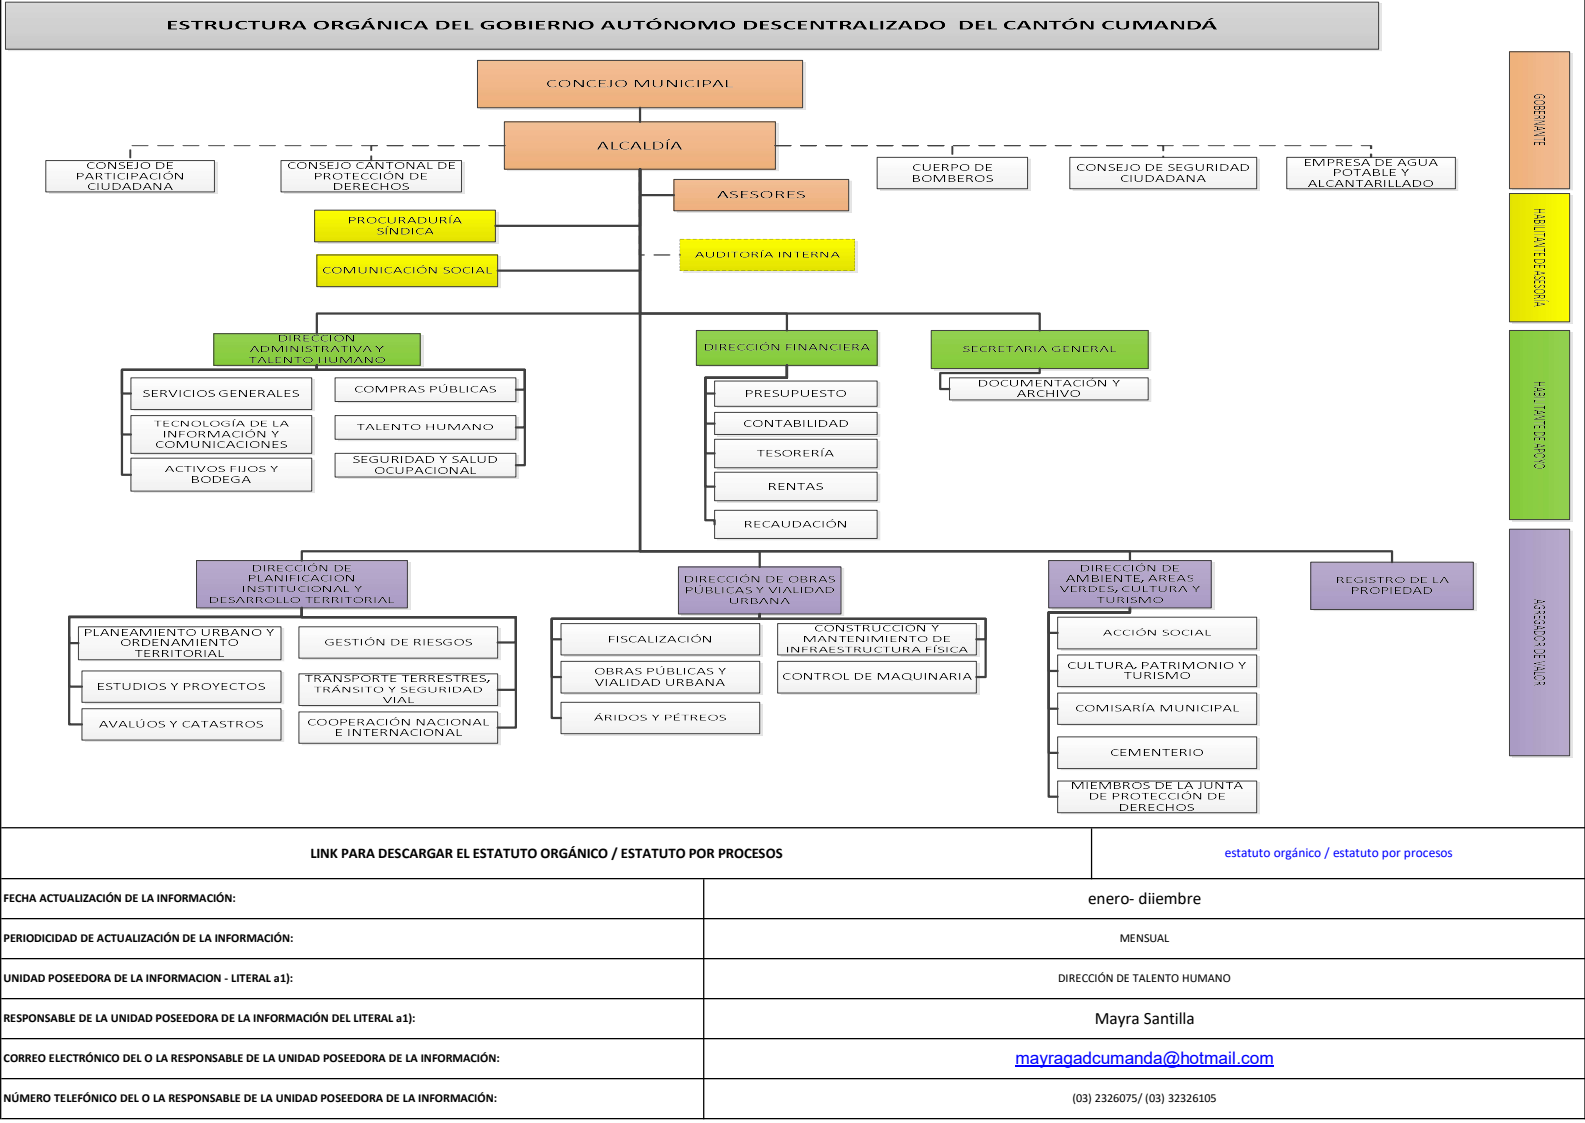 ESTRUCTURA ORGÁNICA DEL GOBIERNO AUTÓNOMO DESCENTRALIZADO DEL CANTÓN CUMANDÁ
CONCEJO MUNICIPAL
ALCALDÍA
CONSEJO DE
PARTICIPACIÓN
CIUDADANA
CONSEJO CANTONAL DE
PROTECCIÓN DE
DERECHOS
CUERPO DE
BOMBEROS
CONSEJO DE SEGURIDAD
CIUDADANA
EMPRESA DE AGUA
POTABLE Y
ALCANTARILLADO
GOBERNANTE
ASESORES
PROCURADURÍA
SÍNDICA
AUDITORÍA INTERNA
COMUNICACIÓN SOCIAL
HABILITANTE DE ASESORÍA
DIRECCION
ADMINISTRATIVA Y
TALENTO HUMANO
DIRECCIÓN FINANCIERA
SECRETARIA GENERAL
SERVICIOS GENERALES
COMPRAS PÚBLICAS
TECNOLOGÍA DE LA
INFORMACIÓN Y
COMUNICACIONES
TALENTO HUMANO
ACTIVOS FIJOS Y
BODEGA
SEGURIDAD Y SALUD
OCUPACIONAL
PRESUPUESTO
CONTABILIDAD
TESORERÍA
RENTAS
RECAUDACIÓN
DOCUMENTACIÓN Y
ARCHIVO
HABILITANTE DE APOYO
DIRECCIÓN DE
PLANIFICACION
INSTITUCIONAL Y
DESARROLLO TERRITORIAL
DIRECCIÓN DE OBRAS
PÚBLICAS Y VIALIDAD
URBANA
DIRECCIÓN DE
AMBIENTE, AREAS
VERDES, CULTURA Y
TURISMO
REGISTRO DE LA
PROPIEDAD
PLANEAMIENTO URBANO Y
ORDENAMIENTO
TERRITORIAL
GESTIÓN DE RIESGOS
ESTUDIOS Y PROYECTOS
TRANSPORTE TERRESTRES,
TRÁNSITO Y SEGURIDAD
VIAL
AVALÚOS Y CATASTROS
COOPERACIÓN NACIONAL
E INTERNACIONAL
FISCALIZACIÓN
CONSTRUCCION Y
MANTENIMIENTO DE
INFRAESTRUCTURA FÍSICA
OBRAS PÚBLICAS Y
VIALIDAD URBANA
CONTROL DE MAQUINARIA
ÁRIDOS Y PÉTREOS
ACCIÓN SOCIAL
CULTURA, PATRIMONIO Y
TURISMO
COMISARÍA MUNICIPAL
CEMENTERIO
MIEMBROS DE LA JUNTA
DE PROTECCIÓN DE
DERECHOS
AGREGADOR DE VALOR
LINK PARA DESCARGAR EL ESTATUTO ORGÁNICO / ESTATUTO POR PROCESOS
estatuto orgánico / estatuto por procesos
FECHA ACTUALIZACIÓN DE LA INFORMACIÓN:
enero- diiembre
PERIODICIDAD DE ACTUALIZACIÓN DE LA INFORMACIÓN:
MENSUAL
UNIDAD POSEEDORA DE LA INFORMACION - LITERAL a1):
DIRECCIÓN DE TALENTO HUMANO
RESPONSABLE DE LA UNIDAD POSEEDORA DE LA INFORMACIÓN DEL LITERAL a1):
Mayra Santilla
CORREO ELECTRÓNICO DEL O LA RESPONSABLE DE LA UNIDAD POSEEDORA DE LA INFORMACIÓN:
mayragadcumanda@hotmail.com
NÚMERO TELEFÓNICO DEL O LA RESPONSABLE DE LA UNIDAD POSEEDORA DE LA INFORMACIÓN:
(03) 2326075/ (03) 32326105